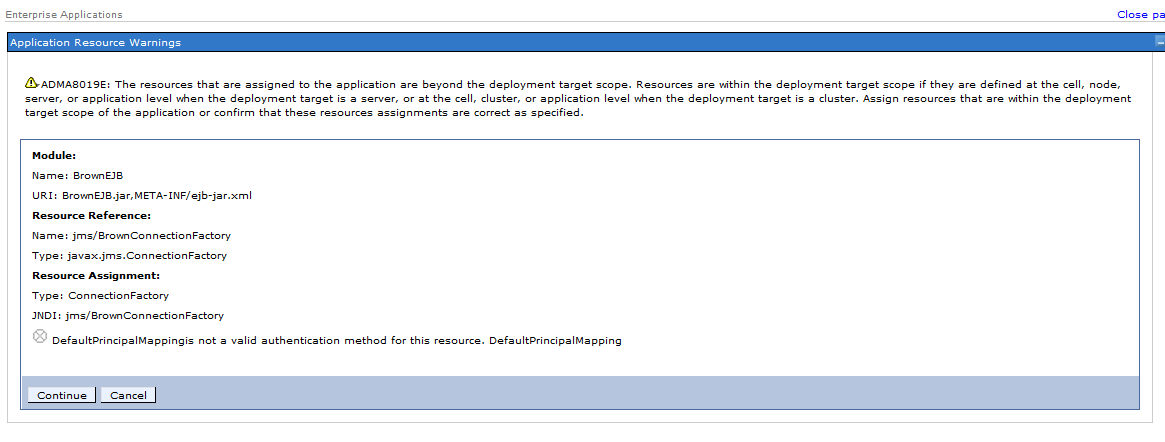 Enterprise Applications
Close pa
Application Resource Warnings
ADMA8019E: The resources that are assigned to the application are beyond the deployment target scope. Resources are within the deployment target scope if they are defined at the cell, node,
server, or application level when the deployment target is a server, or at the cell, cluster, or application level when the deployment target is a cluster. Assign resources that are within the deployment
target scope of the application or confirm that these resources assignments are correct as specified.
Module:
Name: BrownEJB
URI: BrownEJB.jar,META-INF/ejb-jar.xml
Resource Reference:
Name: jms/BrownConnectionFactory
Type: javax.jms.ConnectionFactory
Resource Assignment:
Type: ConnectionFactory
JNDI: jms/BrownConnectionFactory
DefaultPrincipalMappingis not a valid authentication method for this resource. DefaultPrincipalMapping
Continue Cancel